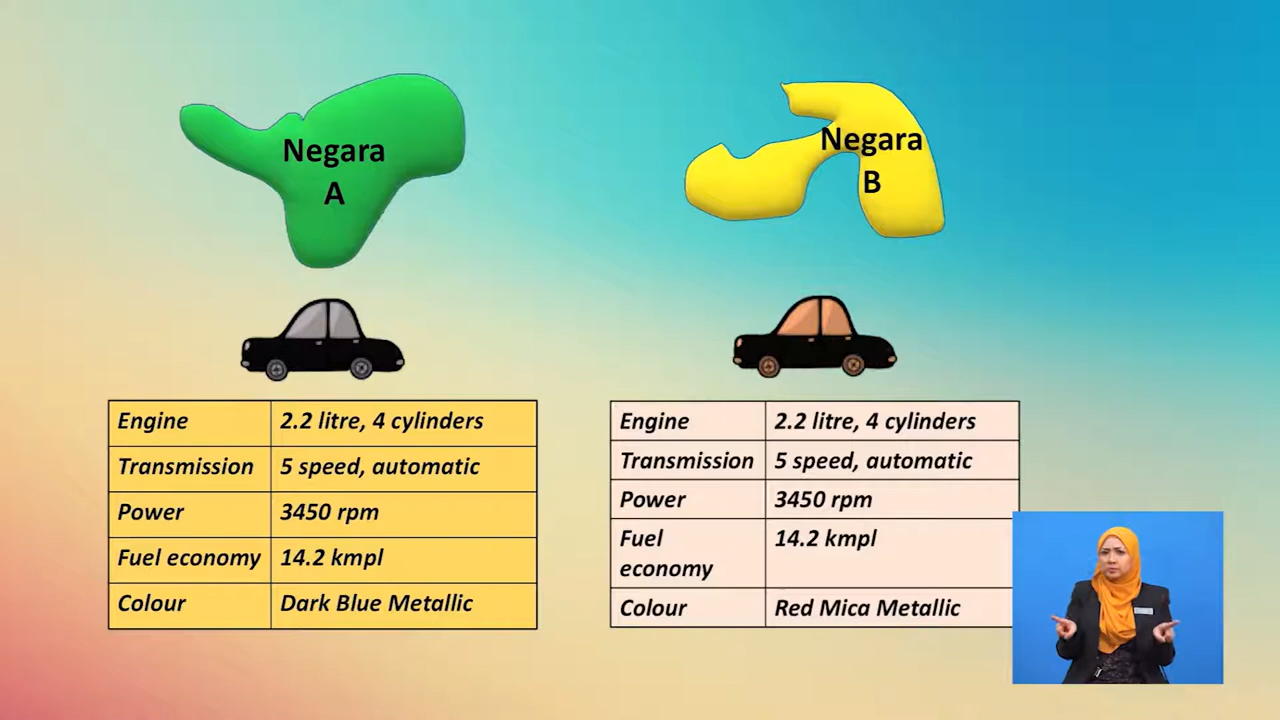 Negara
A
Negara
B
Engine 2.2 litre, 4 cylinders
Transmission 5 speed, automatic
Power 3450 rpm
Fuel economy 14.2 kmpl
Colour Dark Blue Metallic
Engine 2.2 litre, 4 cylinders
Transmission 5 speed, automatic
Power 3450 rpm
Fuel 14.2 kmpl
economy
Colour Red Mica Metallic